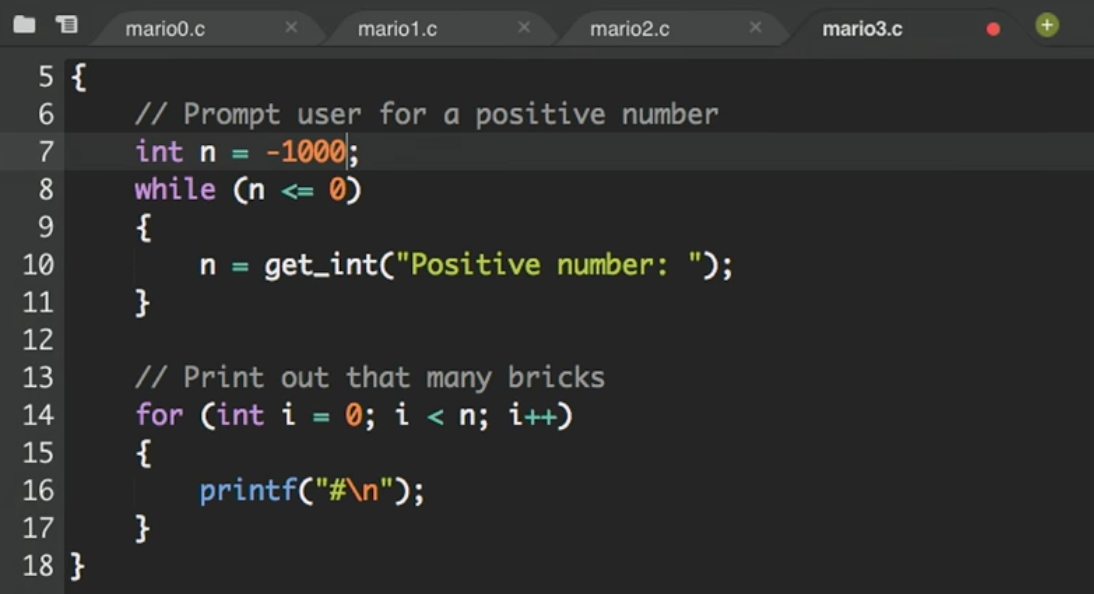 mario0.c × mario1.c × mario2.c × mario3.c
5 {
6     // Prompt user for a positive number
7     int n = -1000;
8     while (n <= 0)
9     {
10         n = get_int("Positive number: ");
11     }
12
13     // Print out that many bricks
14     for (int i = 0; i < n; i++)
15     {
16         printf("#\n");
17     }
18 }